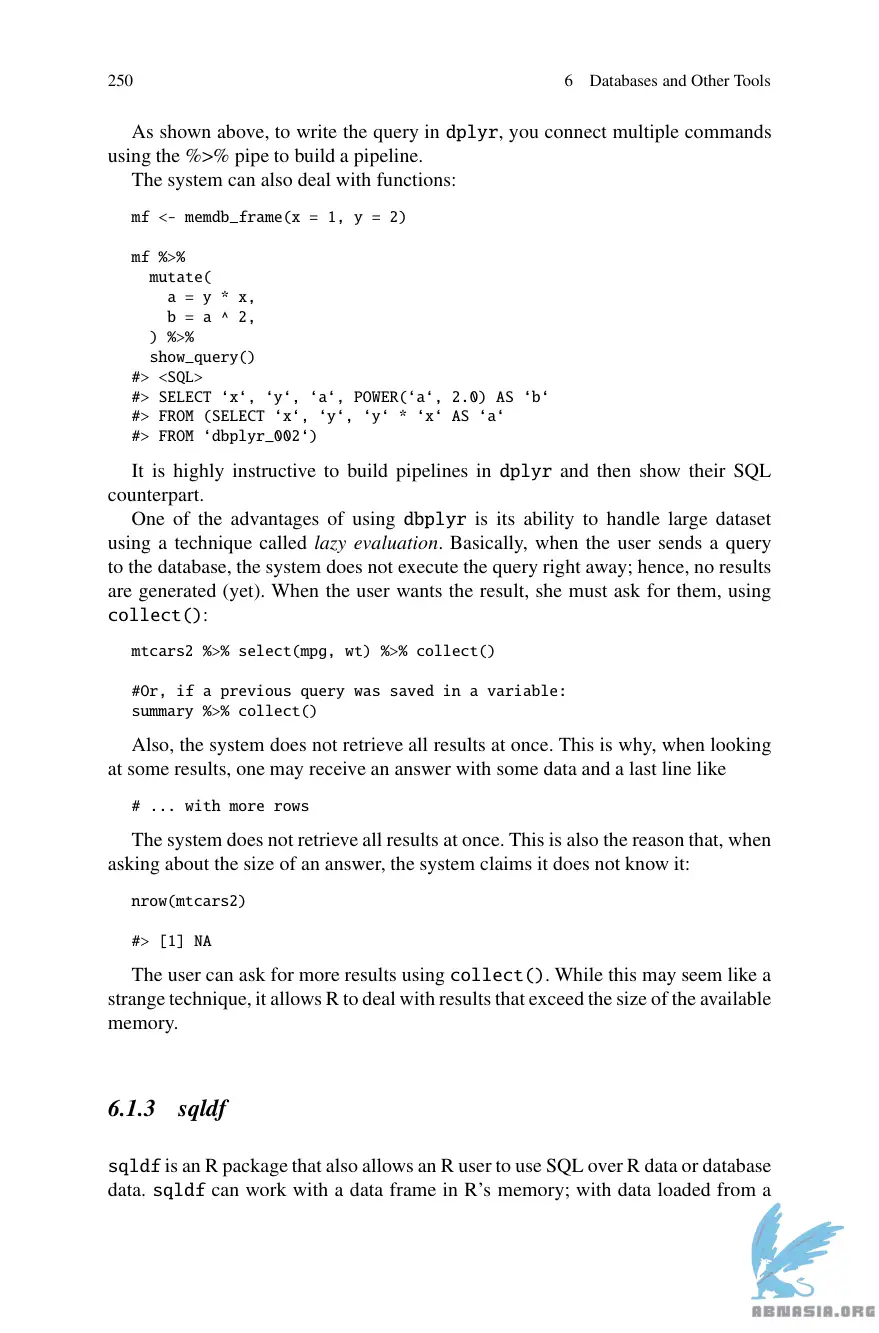 250 6 Databases and Other Tools
As shown above, to write the query in dplyr, you connect multiple commands
using the %>% pipe to build a pipeline.
The system can also deal with functions:
mf <- memdb_frame(x = 1, y = 2)
mf %>%
mutate(
a = y * x,
b = a ^ 2,
) %>%
show_query()
#> <SQL>
#> SELECT ‘x‘, ‘y‘, ‘a‘, POWER(‘a‘, 2.0) AS ‘b‘
#> FROM (SELECT ‘x‘, ‘y‘, ‘y‘ * ‘x‘ AS ‘a‘
#> FROM ‘dbplyr_002‘)
It is highly instructive to build pipelines in dplyr and then show their SQL
counterpart.
One of the advantages of using dbplyr is its ability to handle large dataset
using a technique called lazy evaluation. Basically, when the user sends a query
to the database, the system does not execute the query right away; hence, no results
are generated (yet). When the user wants the result, she must ask for them, using
collect():
mtcars2 %>% select(mpg, wt) %>% collect()
#Or, if a previous query was saved in a variable:
summary %>% collect()
Also, the system does not retrieve all results at once. This is why, when looking
at some results, one may receive an answer with some data and a last line like
# ... with more rows
The system does not retrieve all results at once. This is also the reason that, when
asking about the size of an answer, the system claims it does not know it:
nrow(mtcars2)
#> [1] NA
The user can ask for more results using collect(). While this may seem like a
strange technique, it allows R to deal with results that exceed the size of the available
memory.
6.1.3 sqldf
sqldf is an R package that also allows an R user to use SQL over R data or database
data. sqldf can work with a data frame in R’s memory; with data loaded from a
ABNASIA.ORG